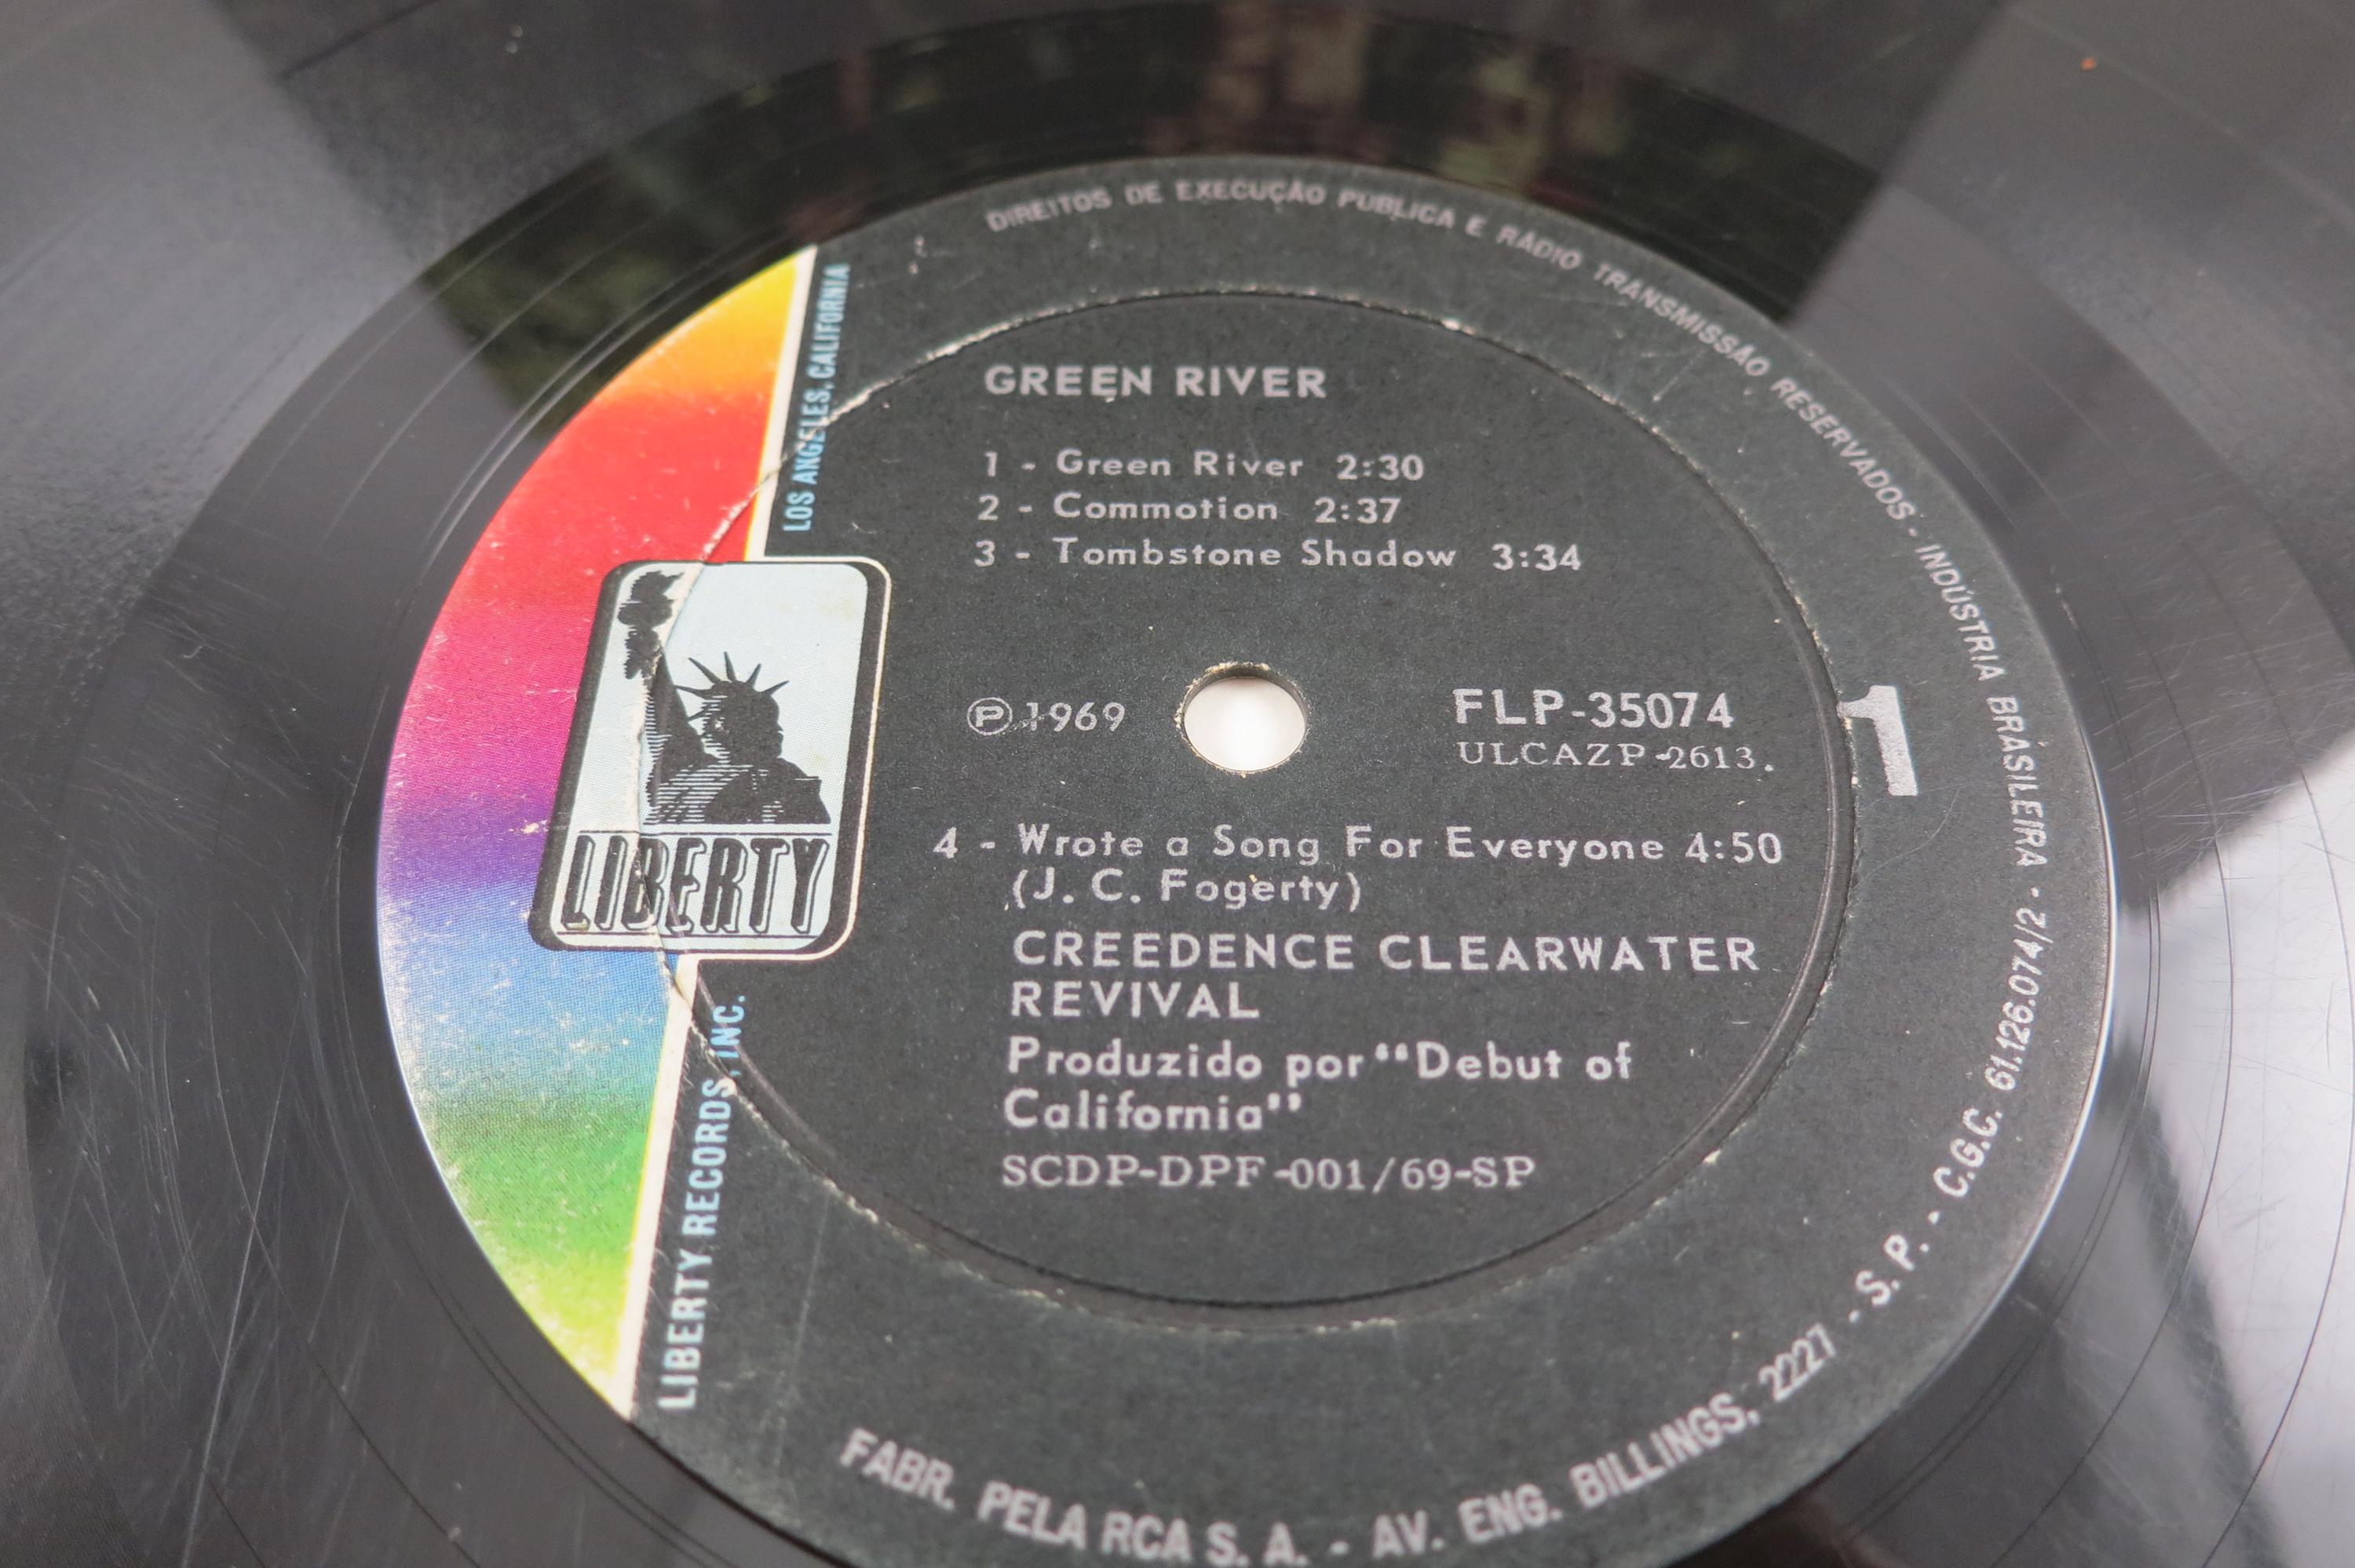 DIREITOS DE EXECUÇÃO PUBLICA E RÁDIO TRANSMISSÃO RESERVADOS - INDÚSTRIA BRASILEIRA - C.G.C. 61.126.074/2 -
LOS ANGELES, CALIFORNIA
GREEN RIVER
1 - Green River 2:30
2 - Commotion 2:37
3 - Tombstone Shadow 3:34
℗ 1969
FLP-35074
ULCAZP-2613.
1
LIBERTY
4 - Wrote a Song For Everyone 4:50
(J. C. Fogerty)
CREEDENCE CLEARWATER
REVIVAL
Produzido por "Debut of
California"
SCDP-DPF-001/69-SP
LIBERTY RECORDS, INC.
FABR. PELA RCA S. A. - AV. ENG. BILLINGS, 2227 - S. P. -